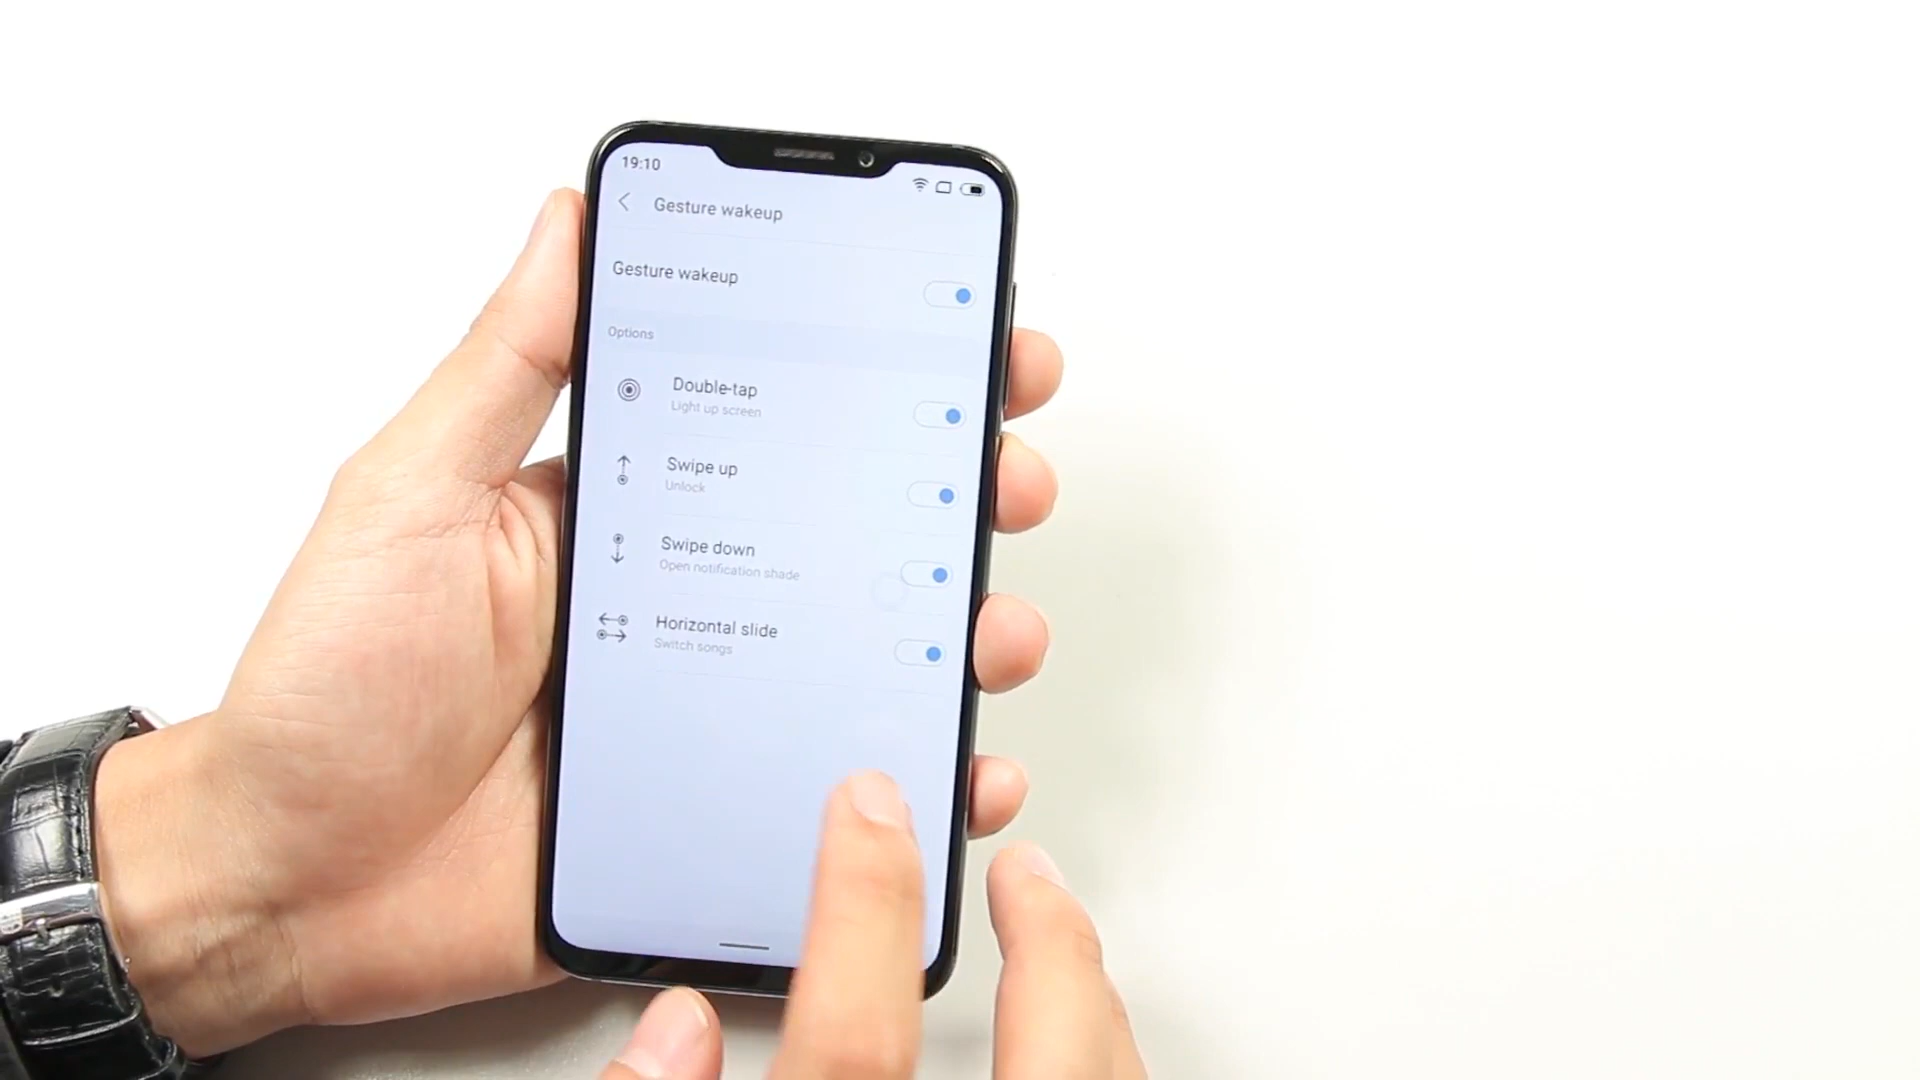 19:10
Gesture wakeup
Gesture wakeup
Options
Double-tap
Light up screen
Swipe up
Unlock
Swipe down
Open notification shade
Horizontal slide
Switch songs